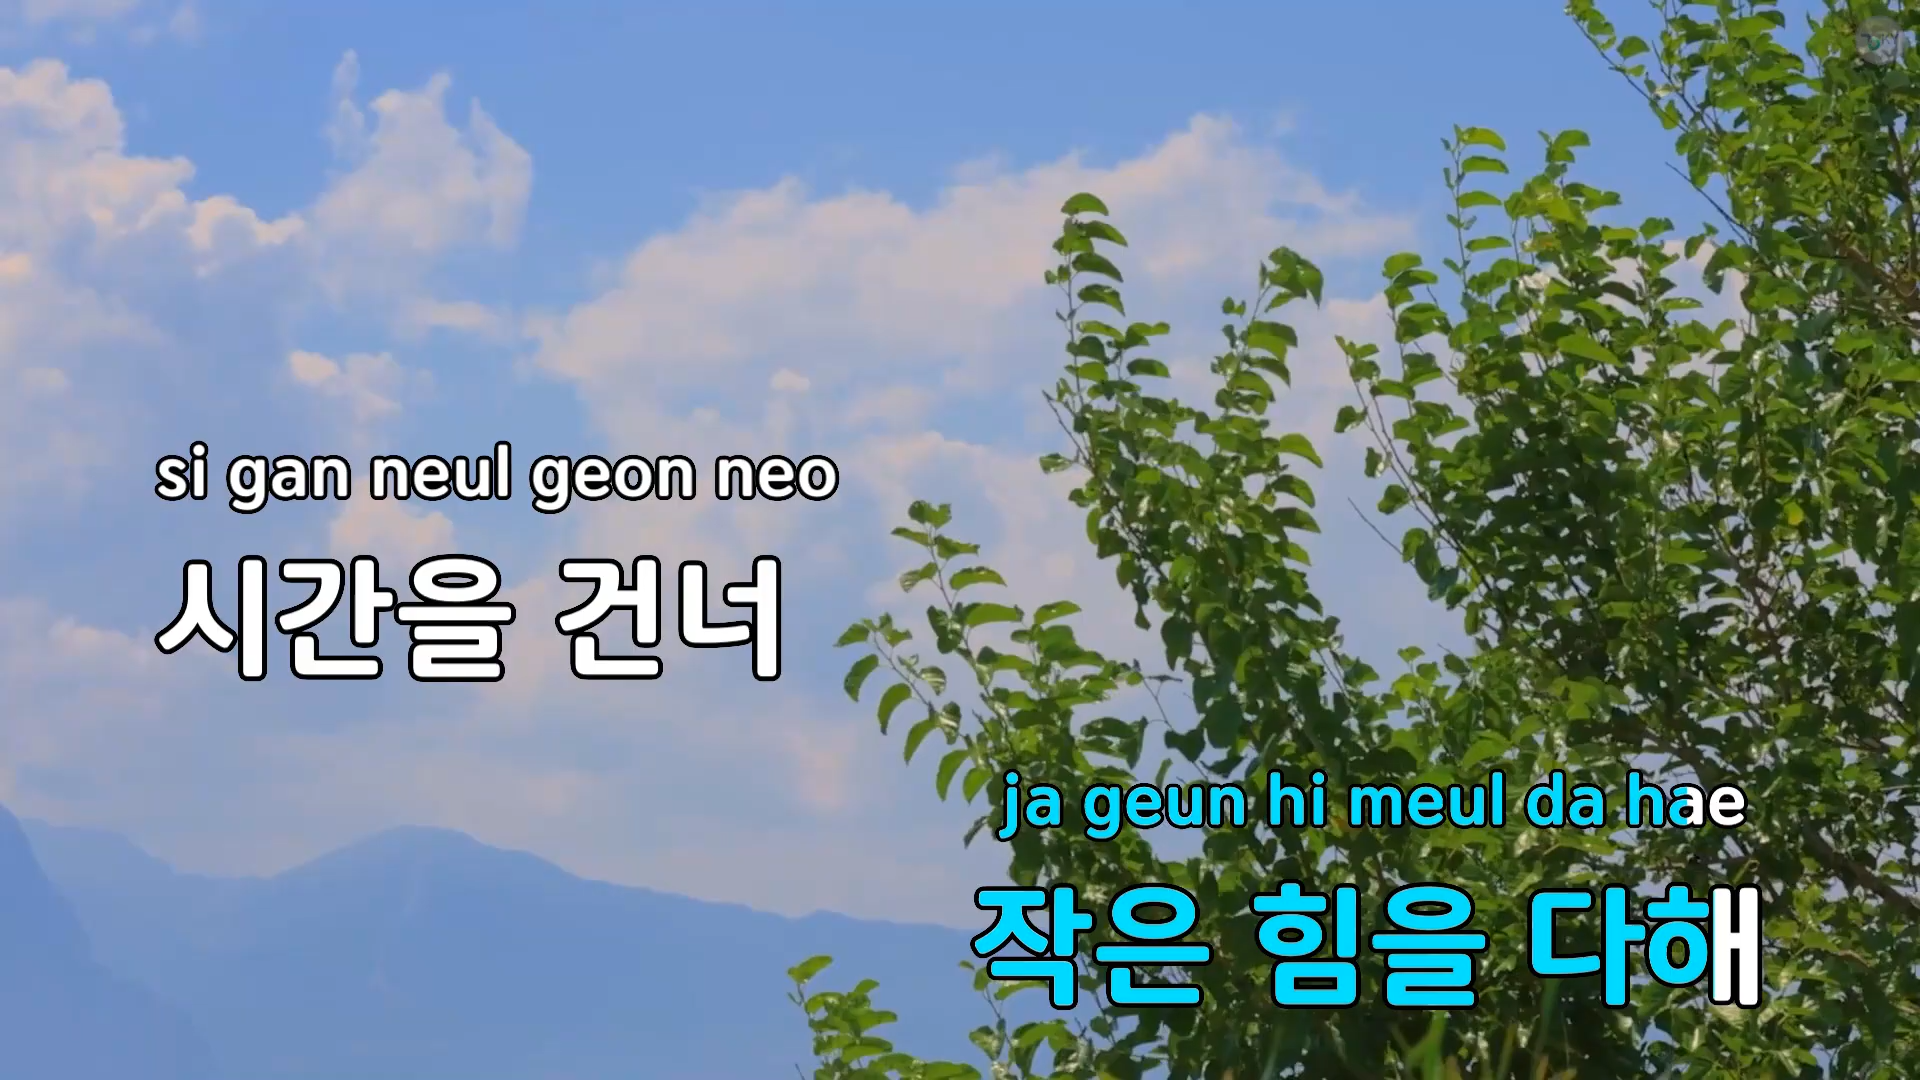 si gan neul geon neo
시간을 건너
ja geun hi meul da hae
작은 힘을 다해